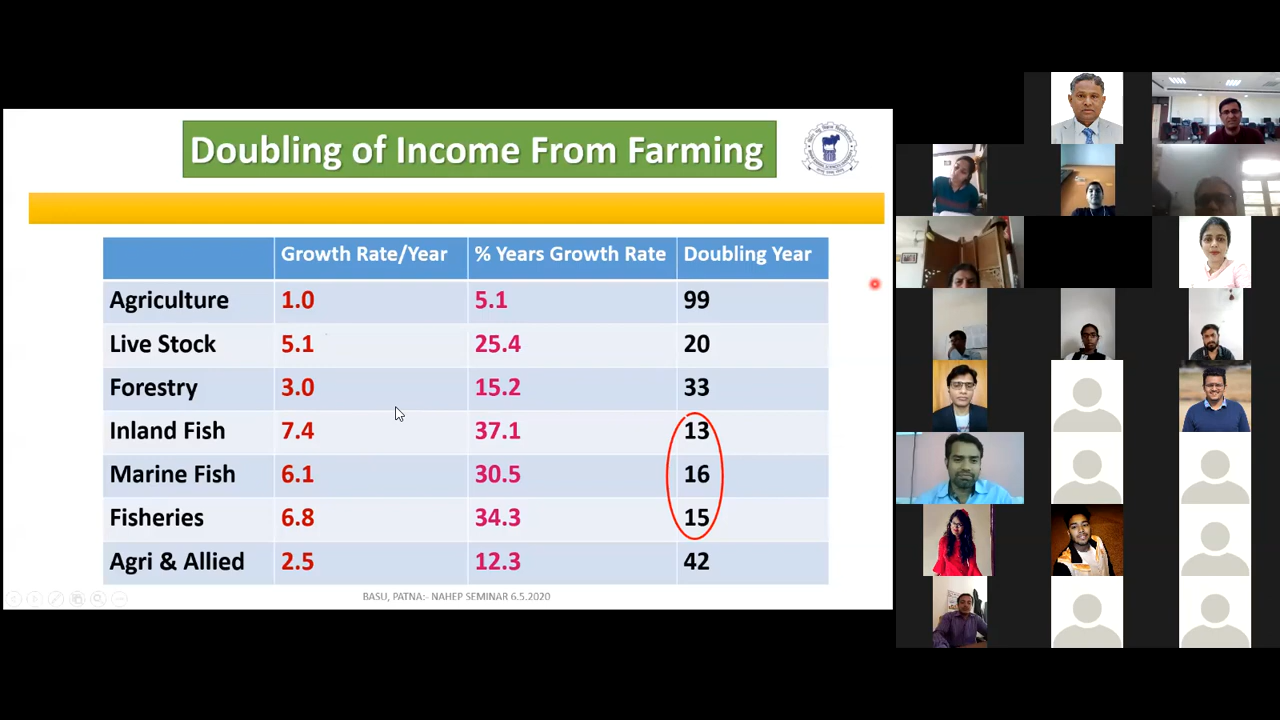 Doubling of Income From Farming
Growth Rate/Year % Years Growth Rate Doubling Year
Agriculture 1.0 5.1 99
Live Stock 5.1 25.4 20
Forestry 3.0 15.2 33
Inland Fish 7.4 37.1 13
Marine Fish 6.1 30.5 16
Fisheries 6.8 34.3 15
Agri & Allied 2.5 12.3 42
BASU, PATNA:- NAHEP SEMINAR 6.5.2020